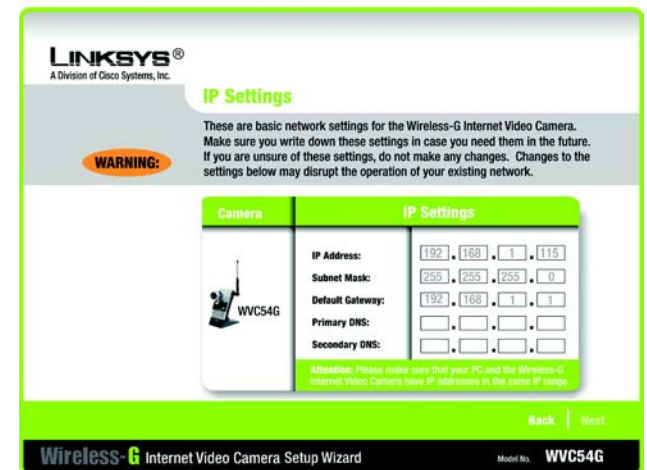 LINKSYS®
A Division of Cisco Systems, Inc.
IP Settings
WARNING:
These are basic network settings for the Wireless-G Internet Video Camera.
Make sure you write down these settings in case you need them in the future.
If you are unsure of these settings, do not make any changes. Changes to the
settings below may disrupt the operation of your existing network.
Camera
IP Settings
WVC54G
IP Address: 192 . 168 . 1 . 115
Subnet Mask: 255 . 255 . 255 . 0
Default Gateway: 192 . 168 . 1 . 1
Primary DNS: . . .
Secondary DNS: . . .
Attention: Please make sure that your PC and the Wireless-G
Internet Video Camera have IP addresses in the same IP range.
Back | Next
Wireless-G Internet Video Camera Setup Wizard
Model No. WVC54G